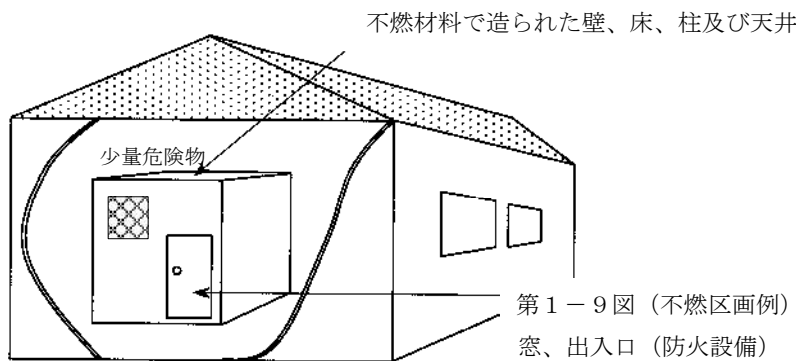 不燃材料で造られた壁、床、柱及び天井
少量危険物
第1-9図(不燃区画例)
窓、出入口(防火設備)